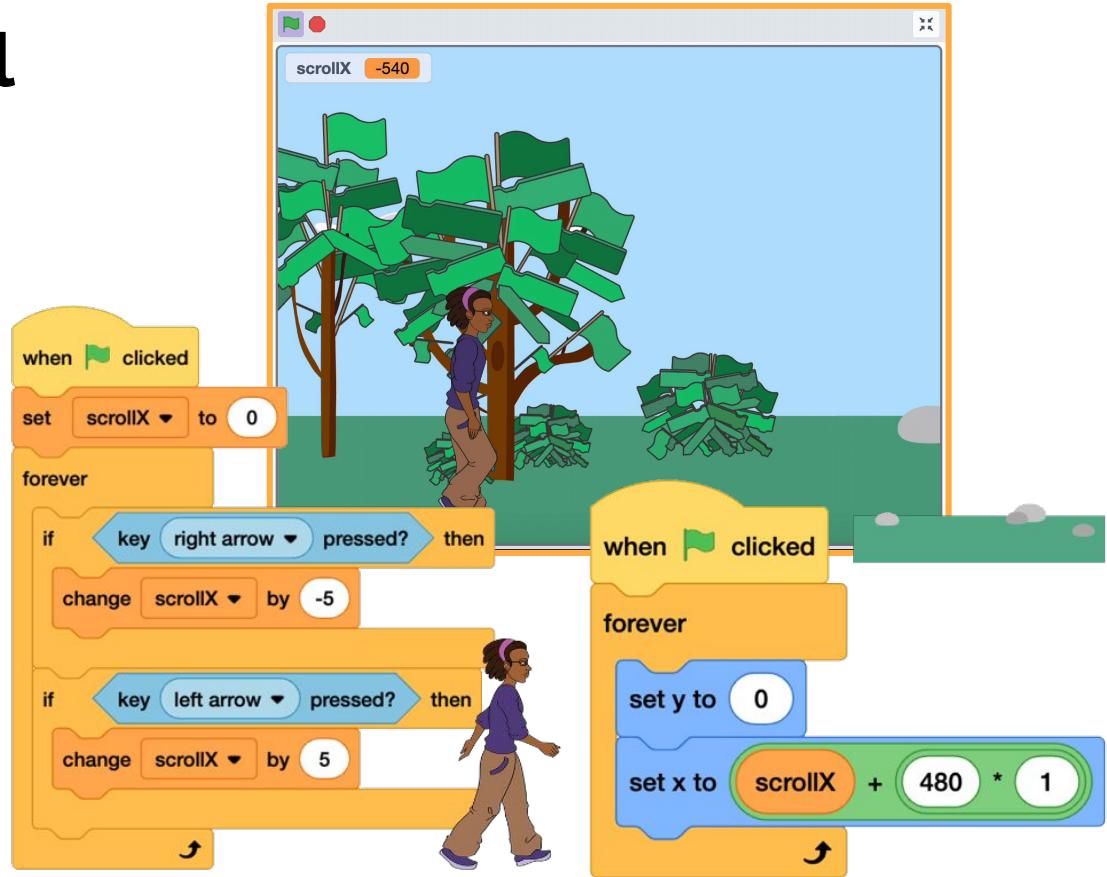 scrollX -540
when clicked
set scrollX to 0
forever
if key right arrow pressed? then
change scrollX by -5
if key left arrow pressed? then
change scrollX by 5
when clicked
forever
set y to 0
set x to scrollX + 480 * 1